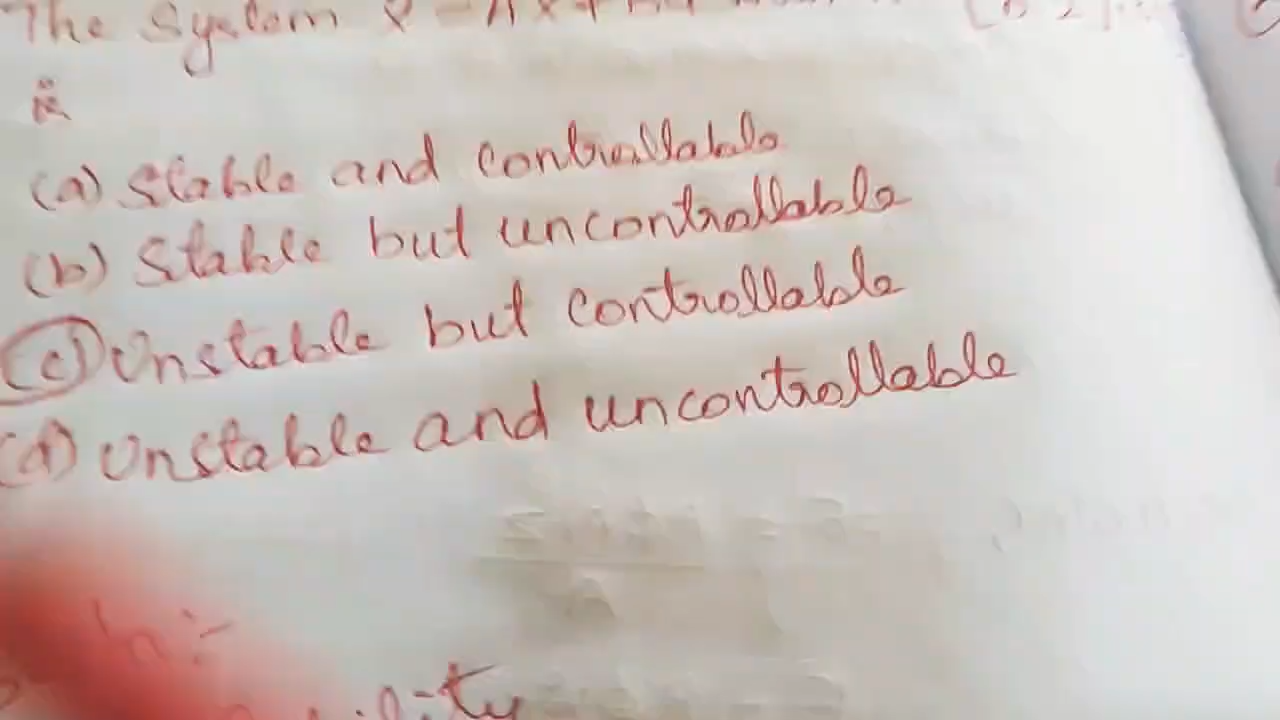 The System
is
(a) Stable and controllable
(b) Stable but uncontrollable
(c) Unstable but controllable
(d) Unstable and uncontrollable